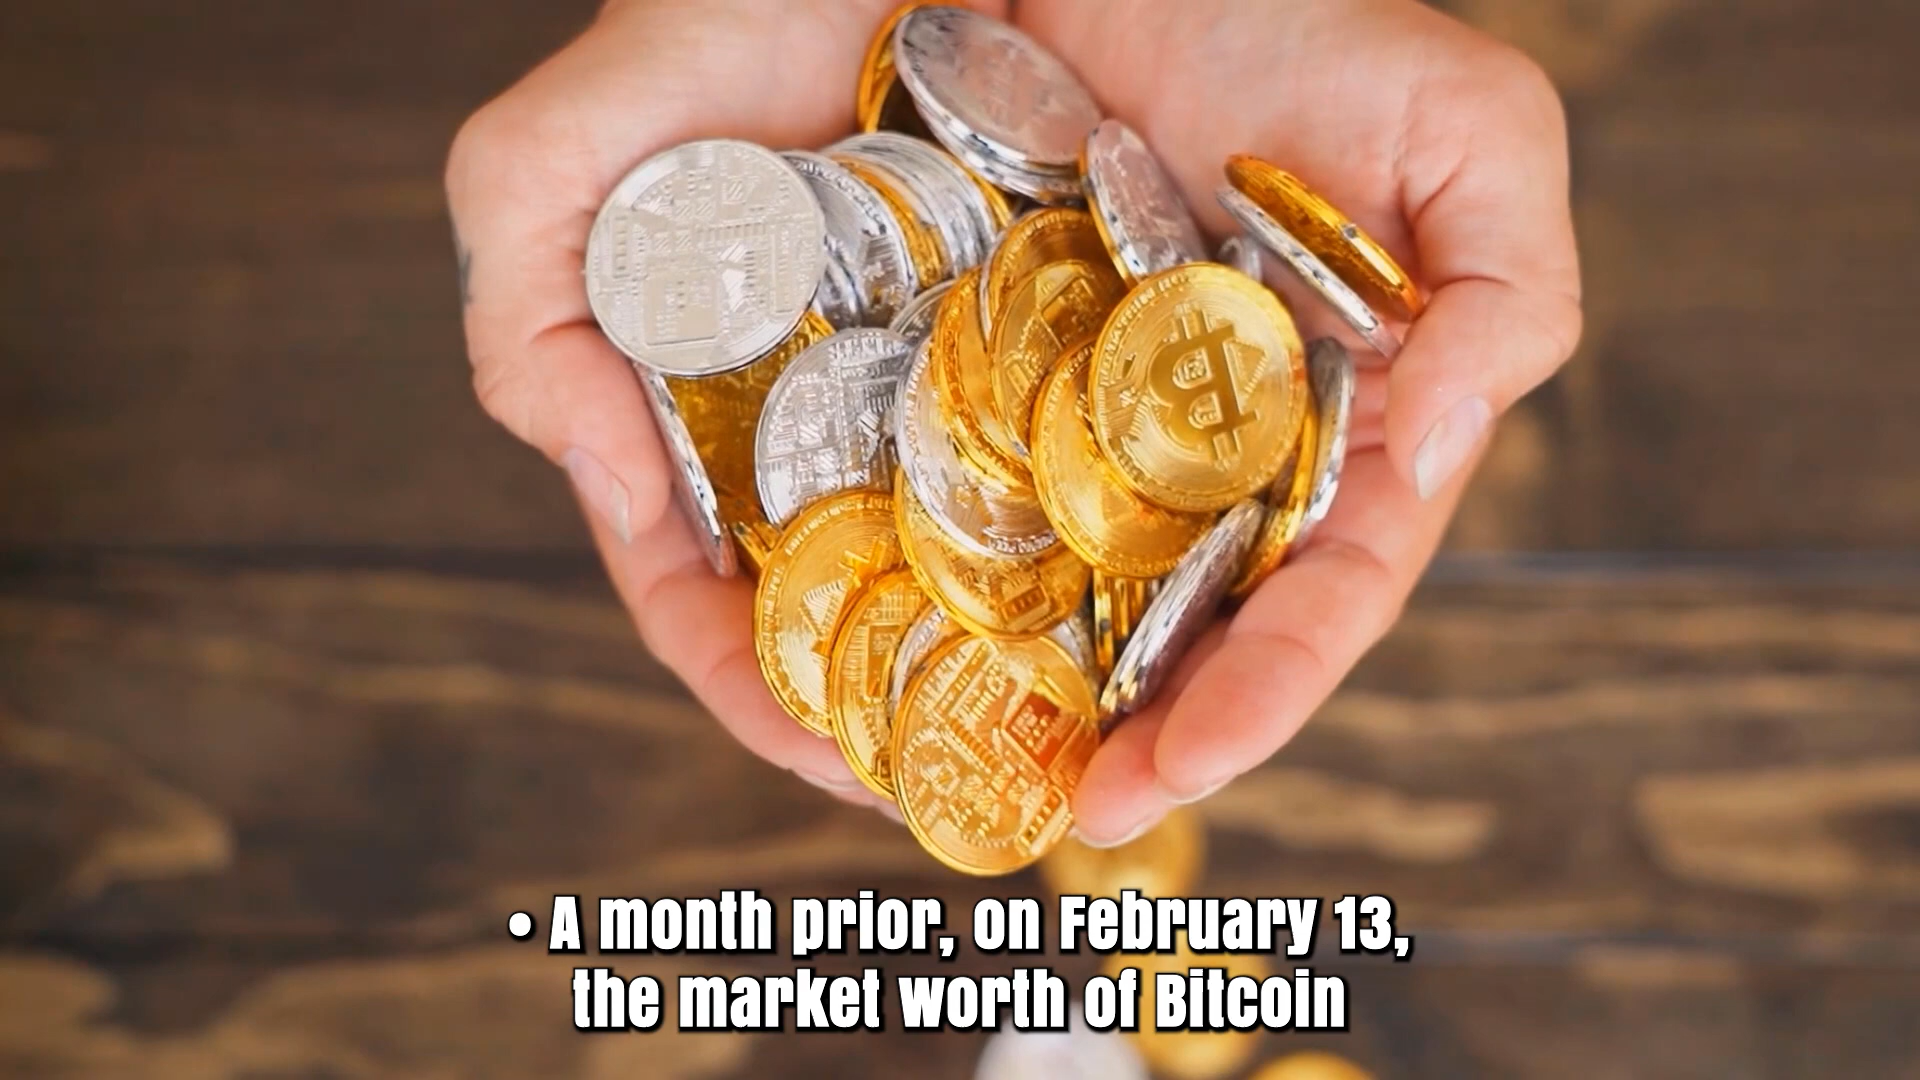 • A month prior, on February 13,
the market worth of Bitcoin